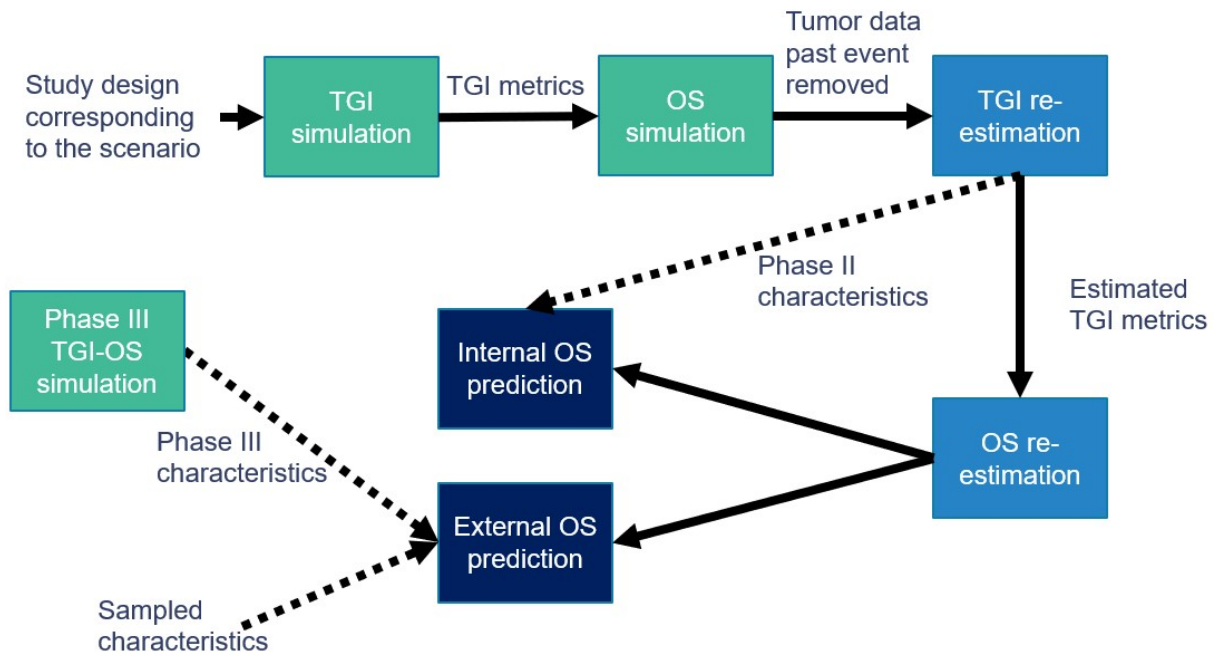 Study design
corresponding
to the scenario
TGI
simulation
TGI metrics
OS
simulation
Tumor data
past event
removed
TGI re-
estimation
Phase II
characteristics
Estimated
TGI metrics
Phase III
TGI-OS
simulation
Internal OS
prediction
Phase III
characteristics
OS re-
estimation
External OS
prediction
Sampled
characteristics